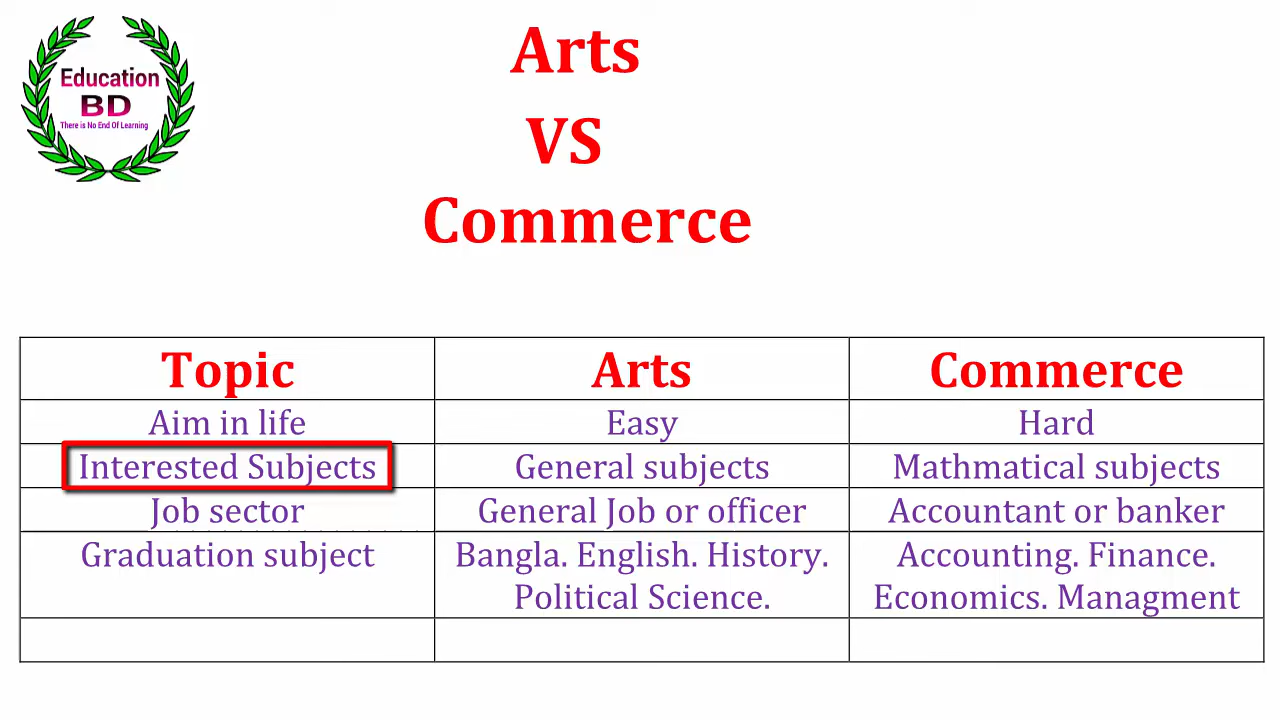 Education
BD
There is No End Of Learning
Arts
VS
Commerce
Topic Arts Commerce
Aim in life Easy Hard
Interested Subjects General subjects Mathmatical subjects
Job sector General Job or officer Accountant or banker
Graduation subject Bangla. English. History. Accounting. Finance.
Political Science. Economics. Managment